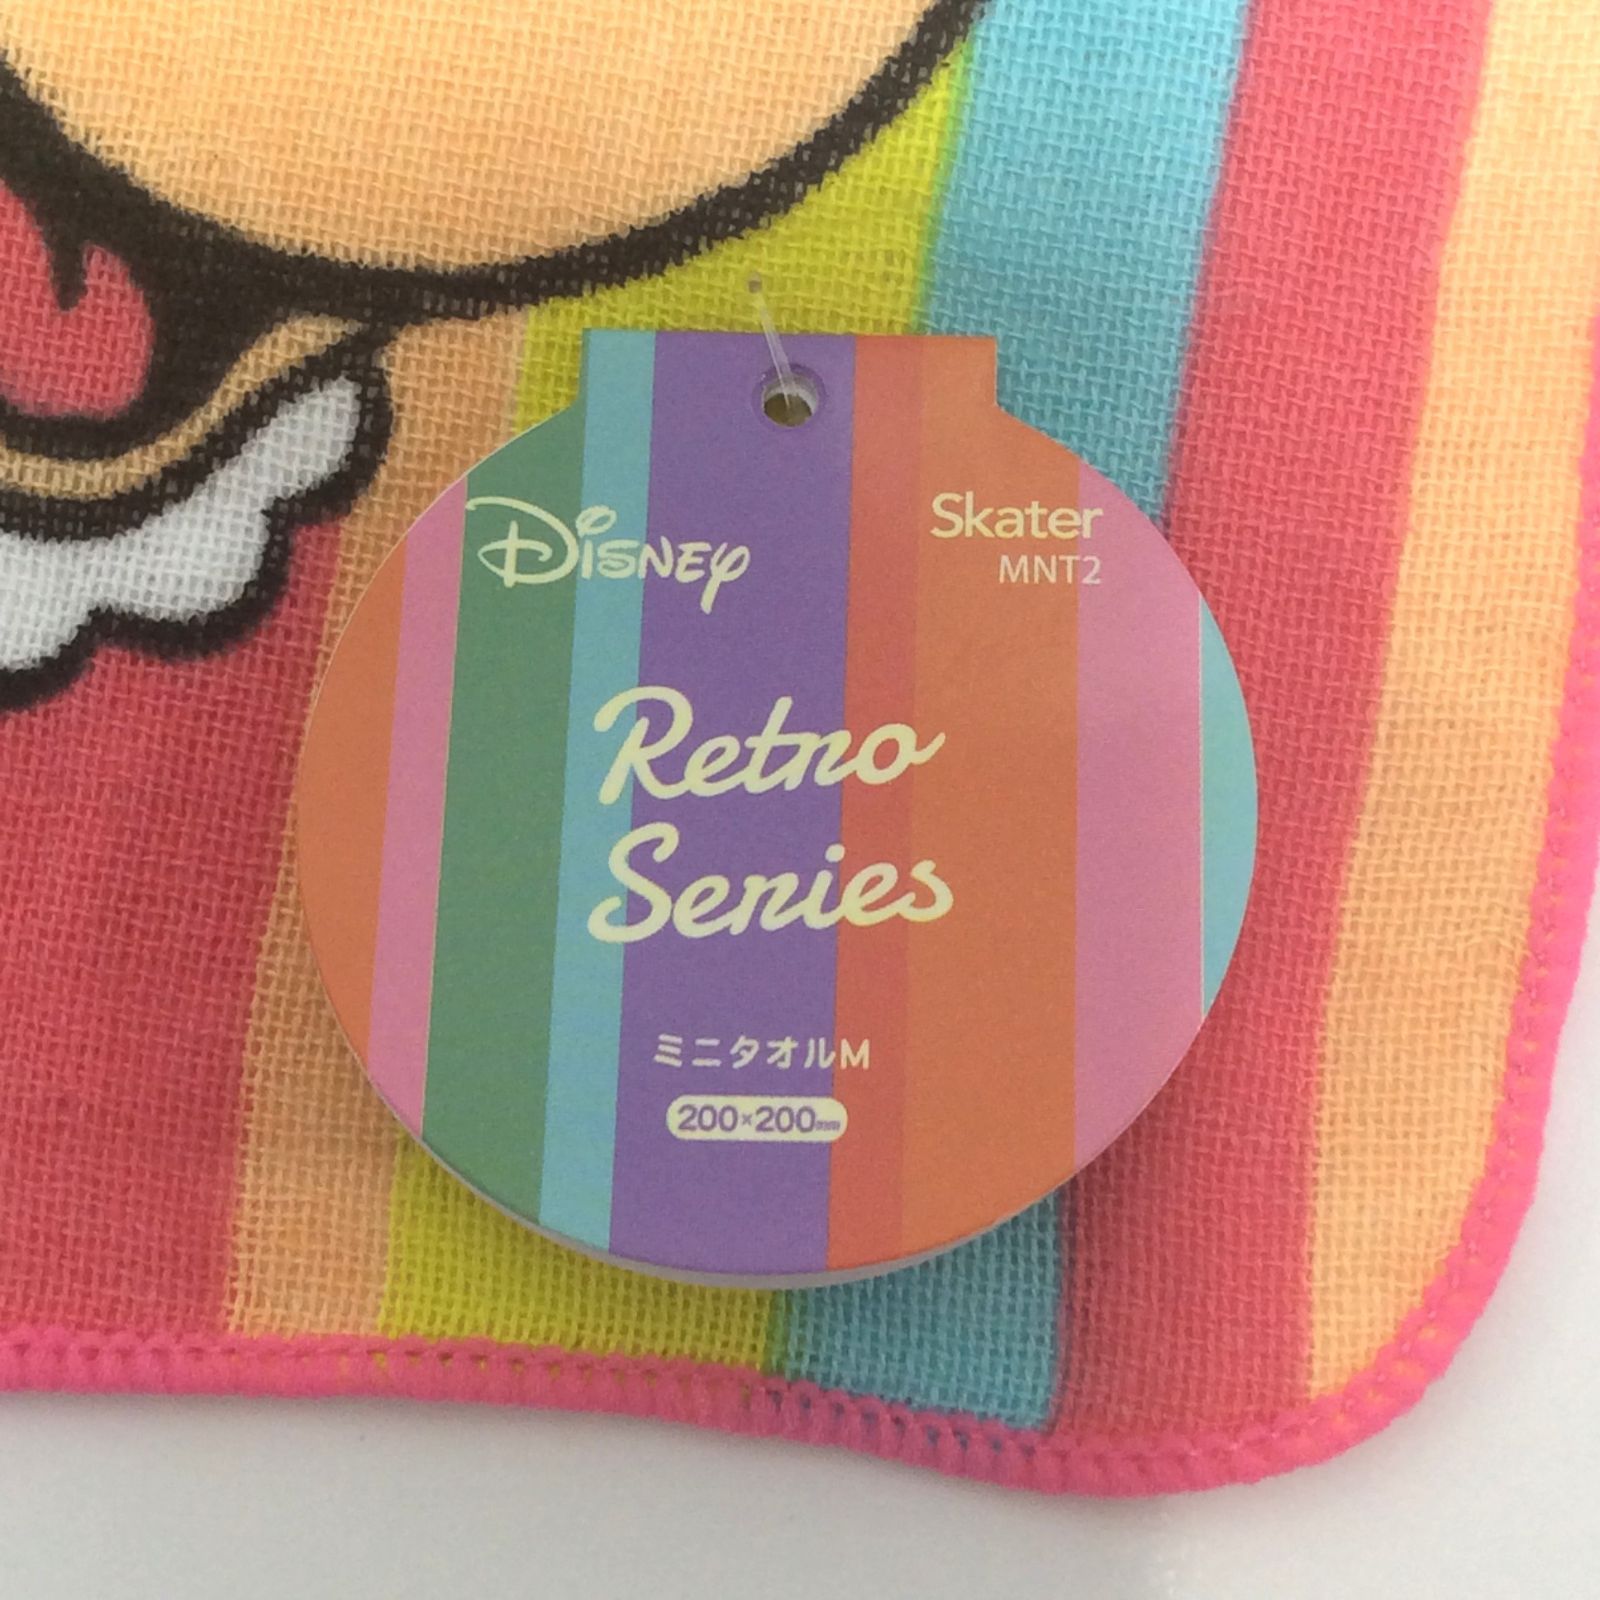 Disney
Skater
MNT2
Retro
Series
ミニタオルM
200×200mm